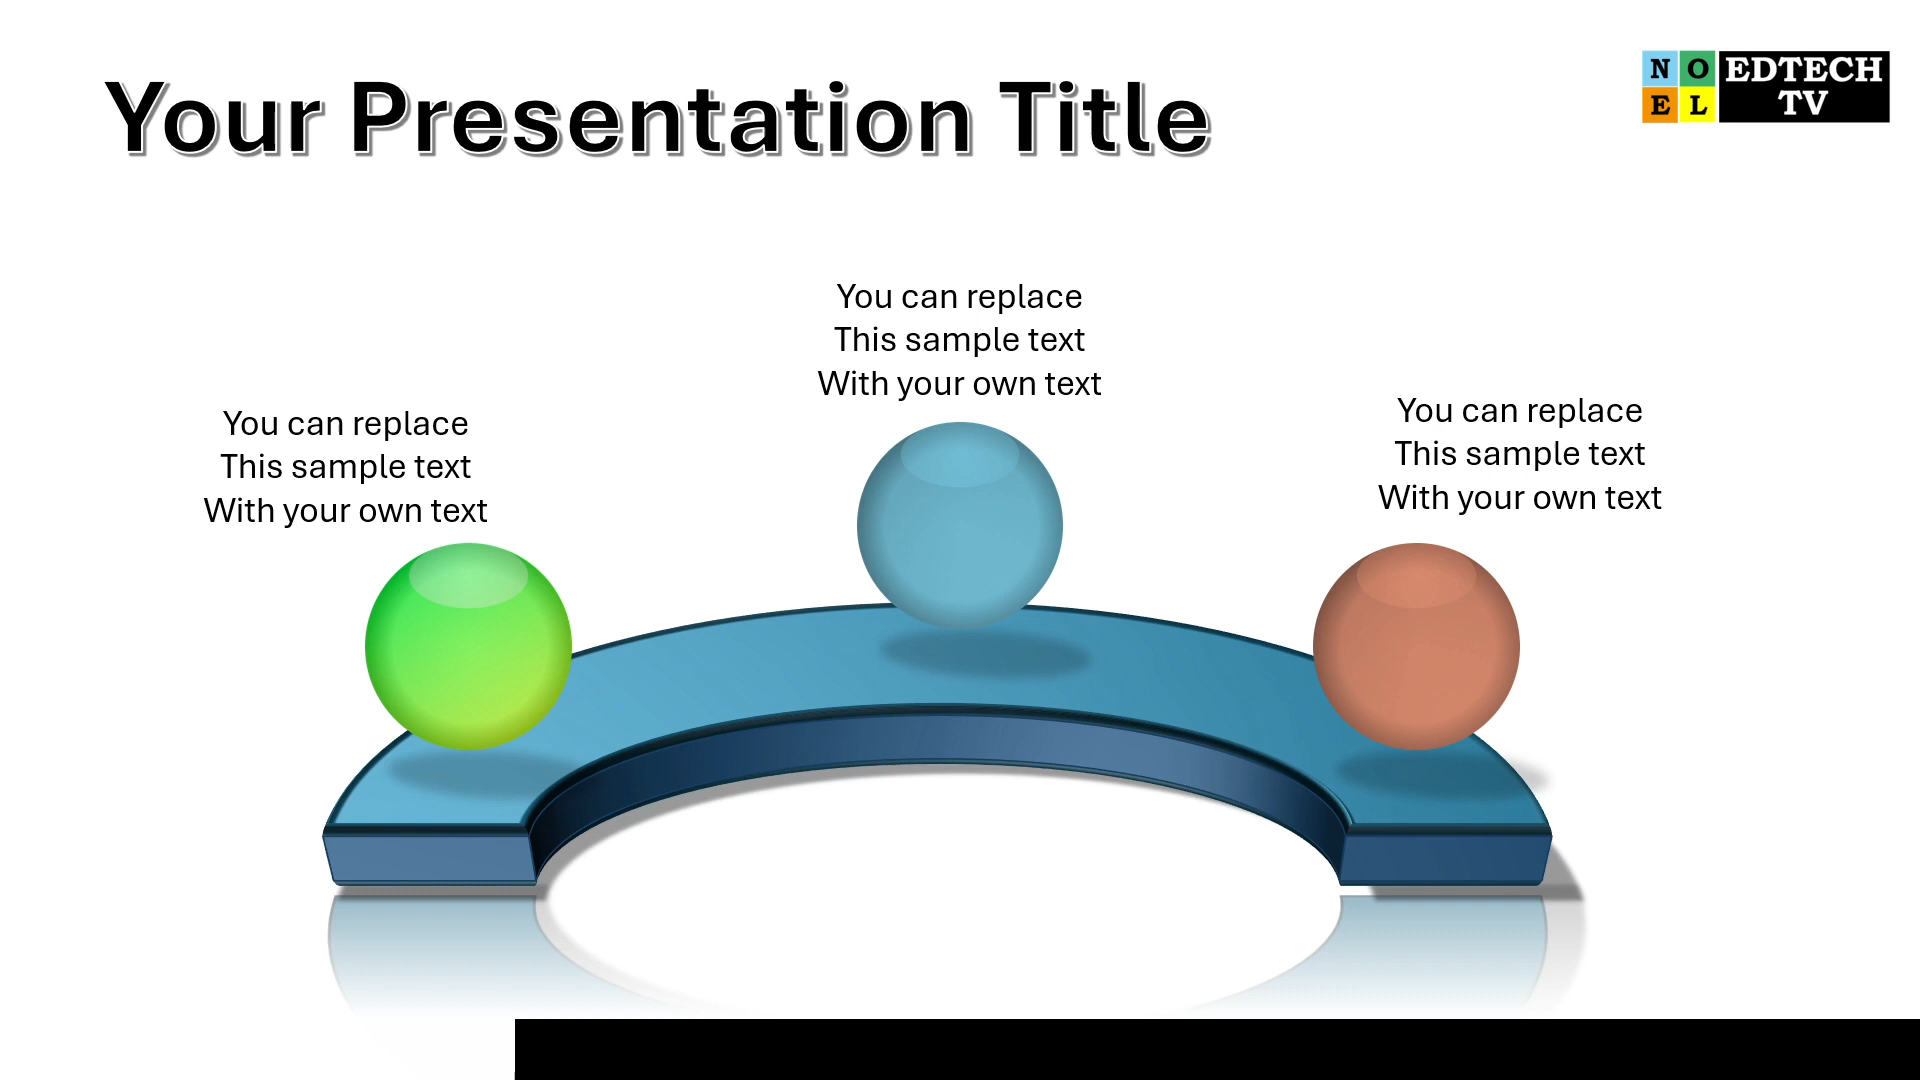 Your Presentation Title
N O
E L
EDTECH
TV
You can replace
This sample text
With your own text
You can replace
This sample text
With your own text
You can replace
This sample text
With your own text